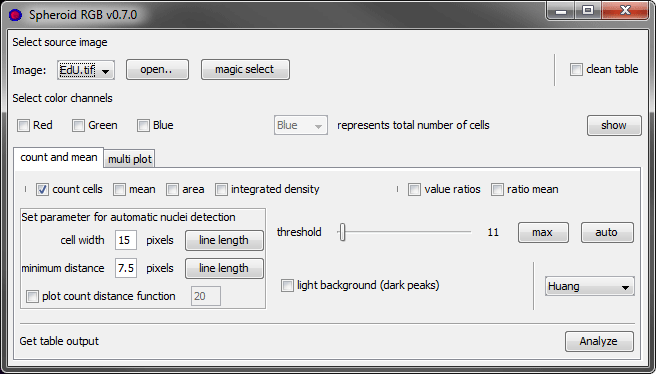 Spheroid RGB v0.7.0
Select source image
Image: EdU.tif open.. magic select clean table
Select color channels
Red Green Blue Blue represents total number of cells show
count and mean multi plot
count cells mean area integrated density value ratios ratio mean
Set parameter for automatic nuclei detection
cell width 15 pixels line length threshold 11 max auto
minimum distance 7.5 pixels line length
light background (dark peaks) Huang
plot count distance function 20
Get table output Analyze